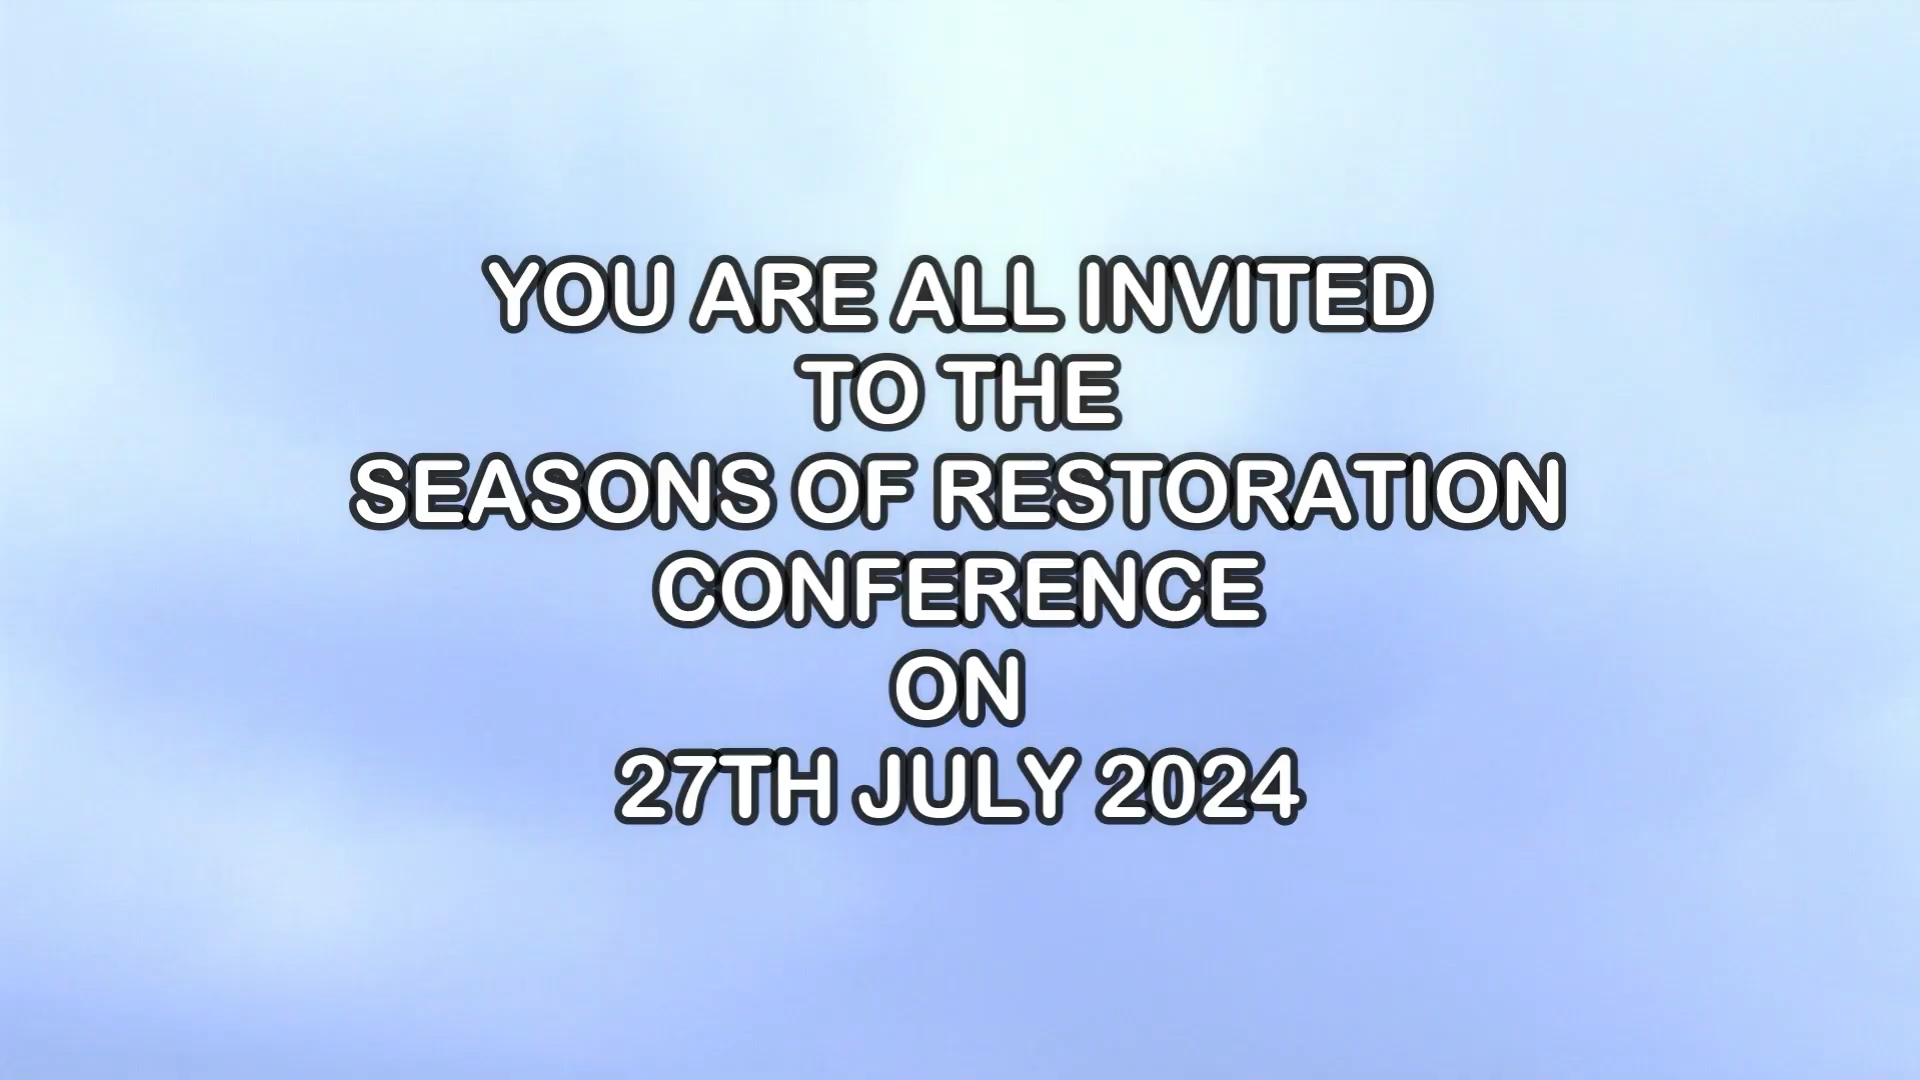 YOU ARE ALL INVITED
TO THE
SEASONS OF RESTORATION
CONFERENCE
ON
27TH JULY 2024